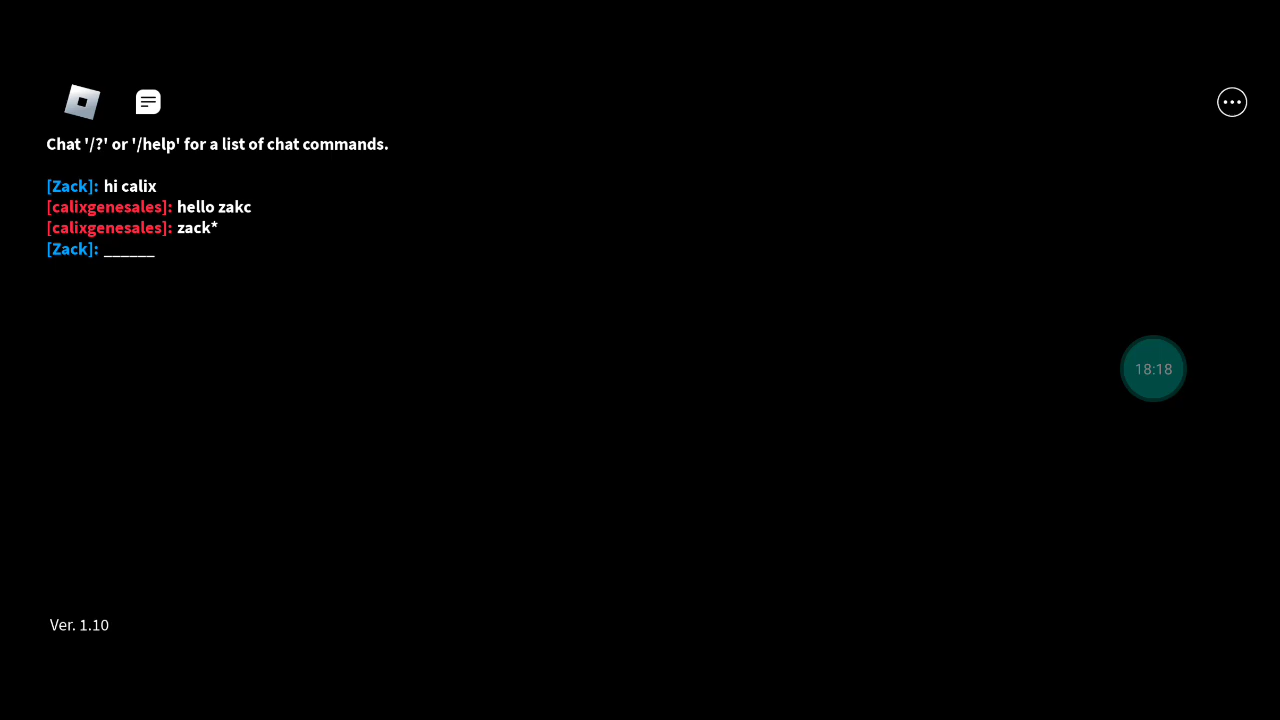 Chat '/?' or '/help' for a list of chat commands.
[Zack]: hi calix
[calixgenesales]: hello zakc
[calixgenesales]: zack*
[Zack]: ______
18:18
Ver. 1.10